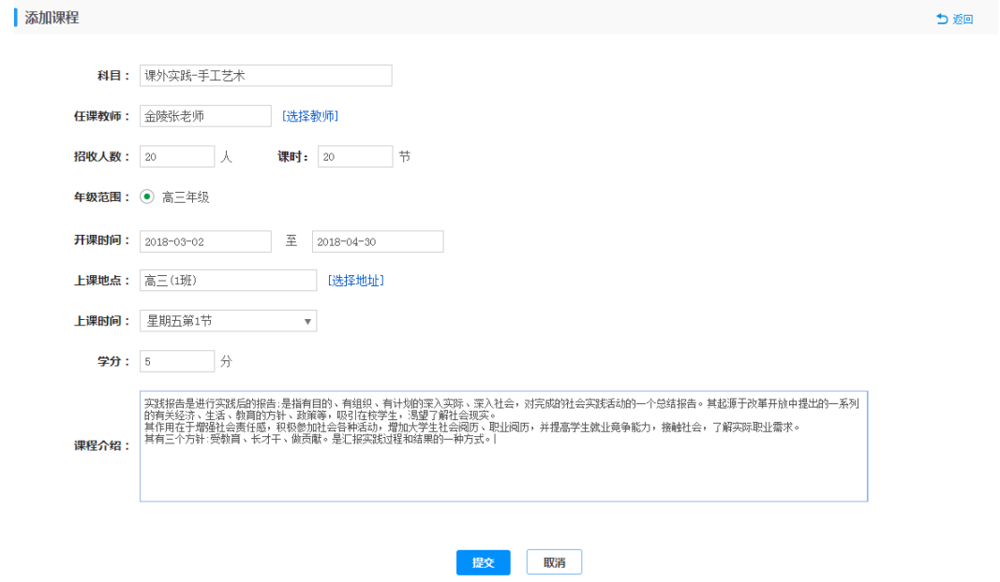 添加课程 返回
科目： 课外实践-手工艺术
任课教师： 金陵张老师 [选择教师]
招收人数： 20 人 课时： 20 节
年级范围： 高三年级
开课时间： 2018-03-02 至 2018-04-30
上课地点： 高三(1班) [选择地址]
上课时间： 星期五第1节
学分： 5 分
课程介绍：
实践报告是进行实践后的报告;是指有目的、有组织、有计划的深入实际、深入社会，对完成的社会实践活动的一个总结报告。其起源于改革开放中提出的一系列
的有关经济、生活、教育的方针、政策等，吸引在校学生，渴望了解社会现实。
其作用在于增强社会责任感，积极参加社会各种活动，增加大学生社会阅历、职业阅历，并提高学生就业竞争能力，接触社会，了解实际职业需求。
其有三个方针:受教育、长才干、做贡献。是汇报实践过程和结果的一种方式。
提交 取消